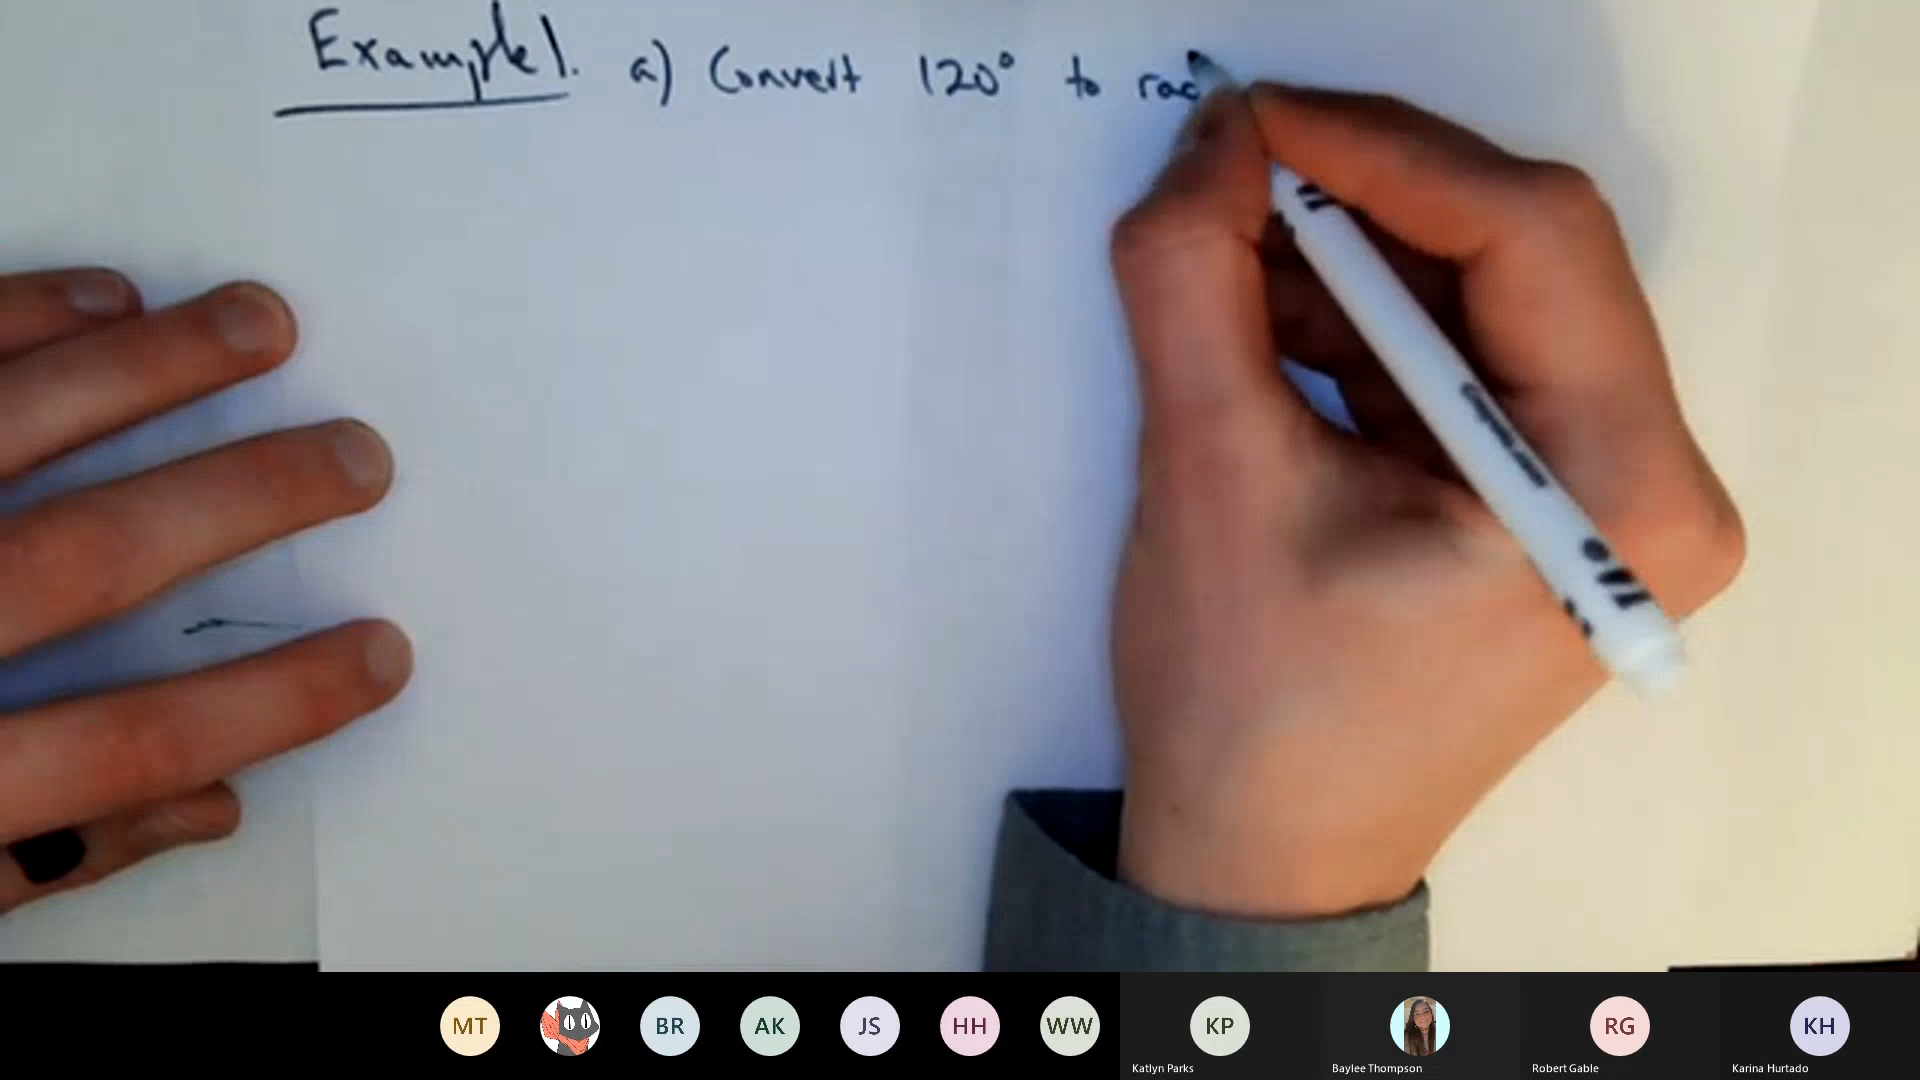 Example 1. a) Convert 120° to rad
MT
BR
AK
JS
HH
WW
KP
RG
KH
Katlyn Parks
Baylee Thompson
Robert Gable
Karina Hurtado